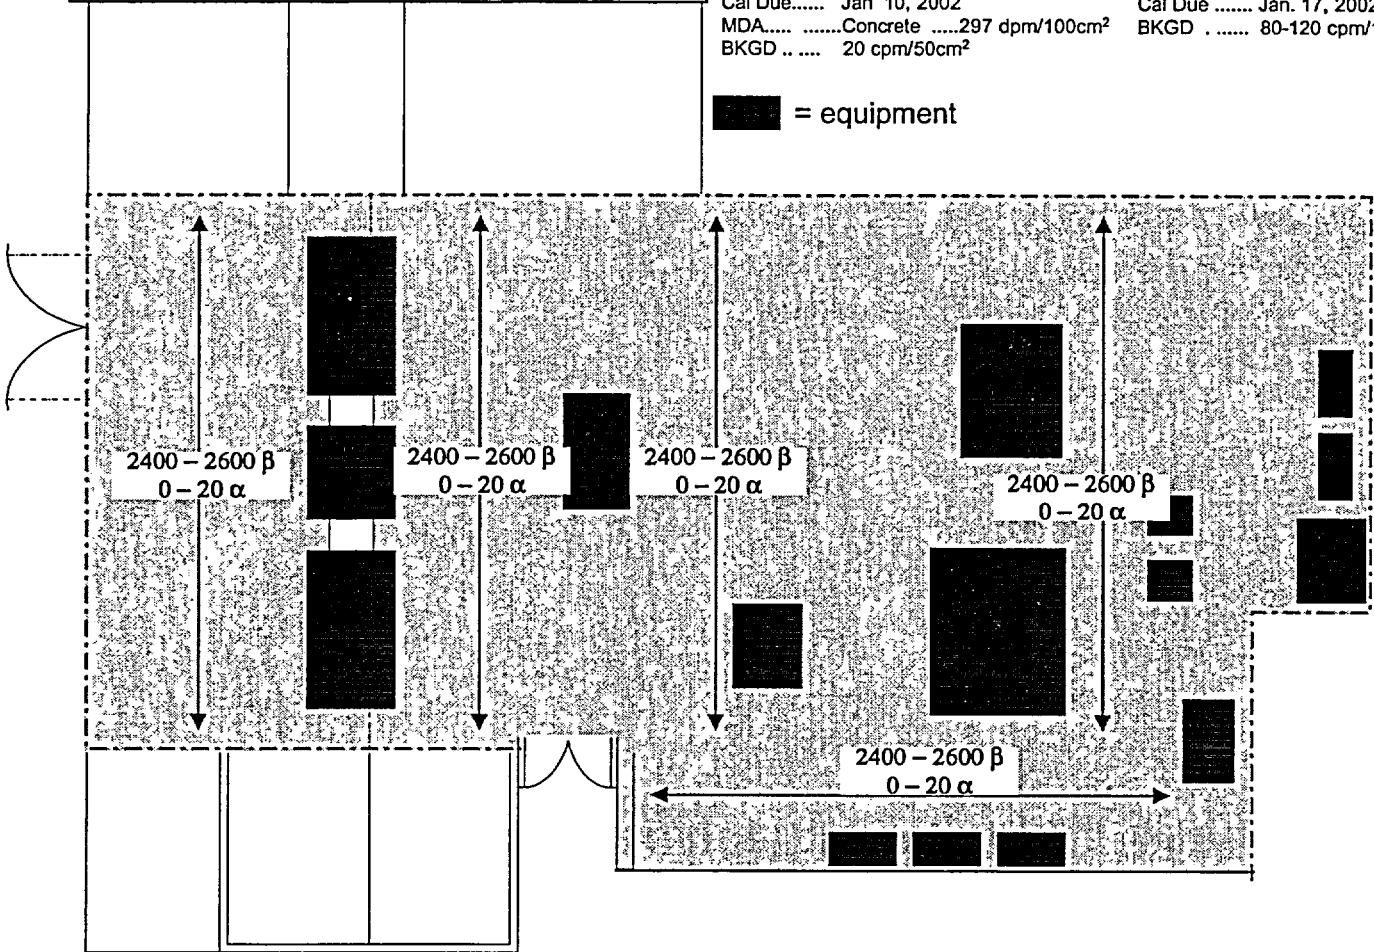 Cal Due...... Jan 10, 2002
MDA..... .......Concrete .....297 dpm/100cm²
BKGD .. .... 20 cpm/50cm²
Cal Due ....... Jan. 17, 2002
BKGD . ...... 80-120 cpm/
= equipment
2400 – 2600 β
0 – 20 α
2400 – 2600 β
0 – 20 α
2400 – 2600 β
0 – 20 α
2400 – 2600 β
0 – 20 α
2400 – 2600 β
0 – 20 α